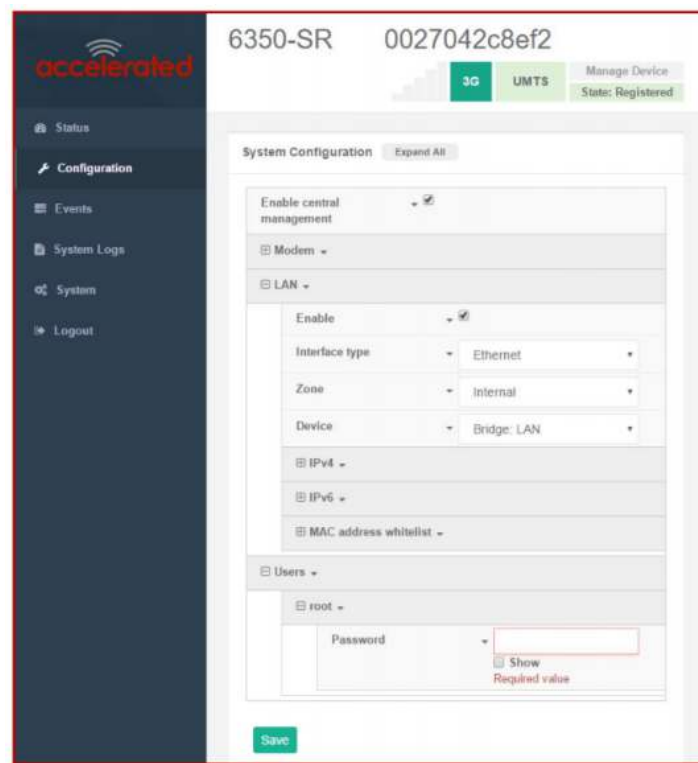 accelerated
6350-SR 0027042c8ef2
3G UMTS Manage Device
State: Registered
Status
Configuration
Events
System Logs
System
Logout
System Configuration Expand All
Enable central
management
Modem
LAN
Enable
Interface type Ethernet
Zone Internal
Device Bridge: LAN
IPv4
IPv6
MAC address whitelist
Users
root
Password
Show
Required value
Save